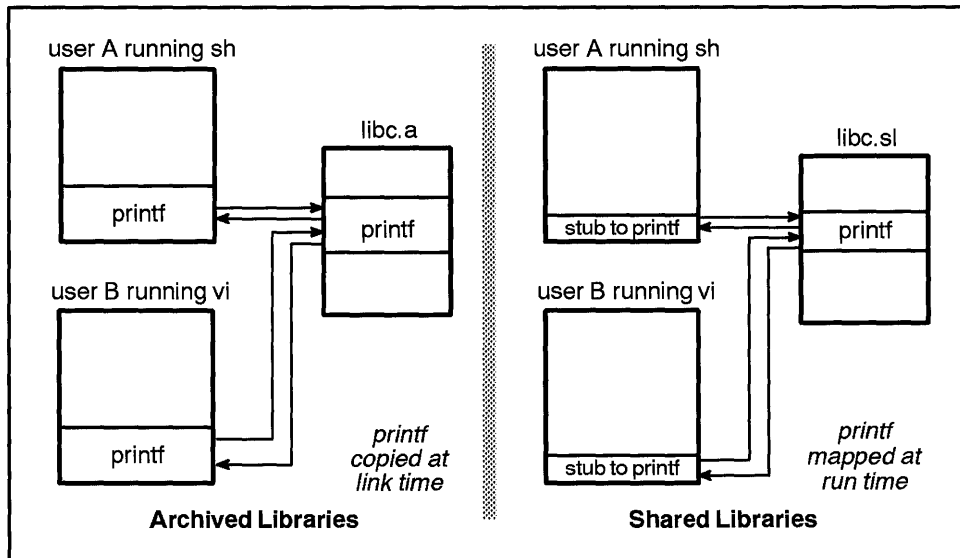 user A running sh
printf
libc.a
printf
user B running vi
printf
printf
copied at
link time
Archived Libraries
user A running sh
stub to printf
libc.sl
printf
user B running vi
stub to printf
printf
mapped at
run time
Shared Libraries